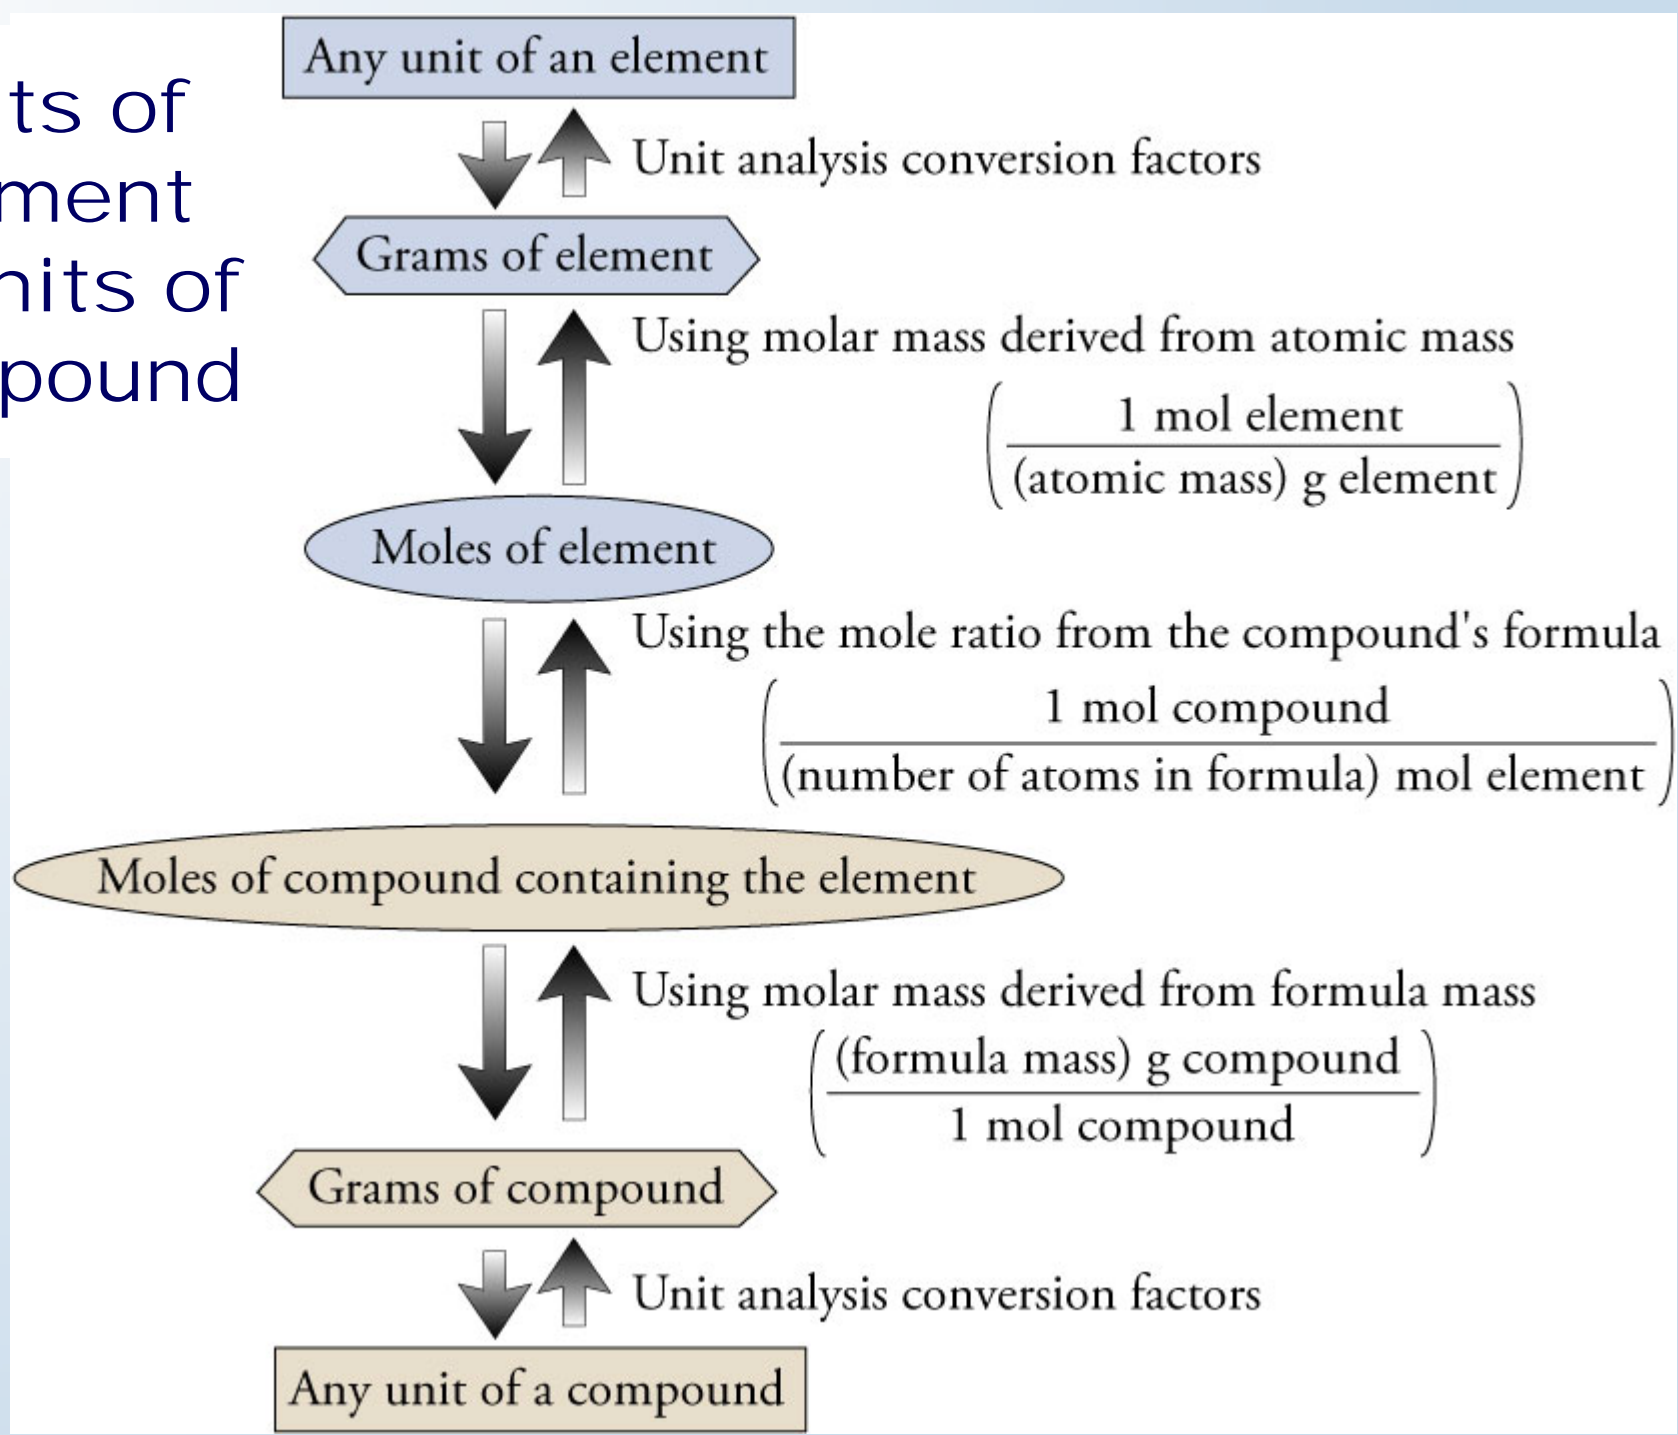 ts of
ment
nits of
pound
Any unit of an element
Unit analysis conversion factors
Grams of element
Using molar mass derived from atomic mass
1 mol element
(atomic mass) g element
Moles of element
Using the mole ratio from the compound's formula
1 mol compound
(number of atoms in formula) mol element
Moles of compound containing the element
Using molar mass derived from formula mass
(formula mass) g compound
1 mol compound
Grams of compound
Unit analysis conversion factors
Any unit of a compound